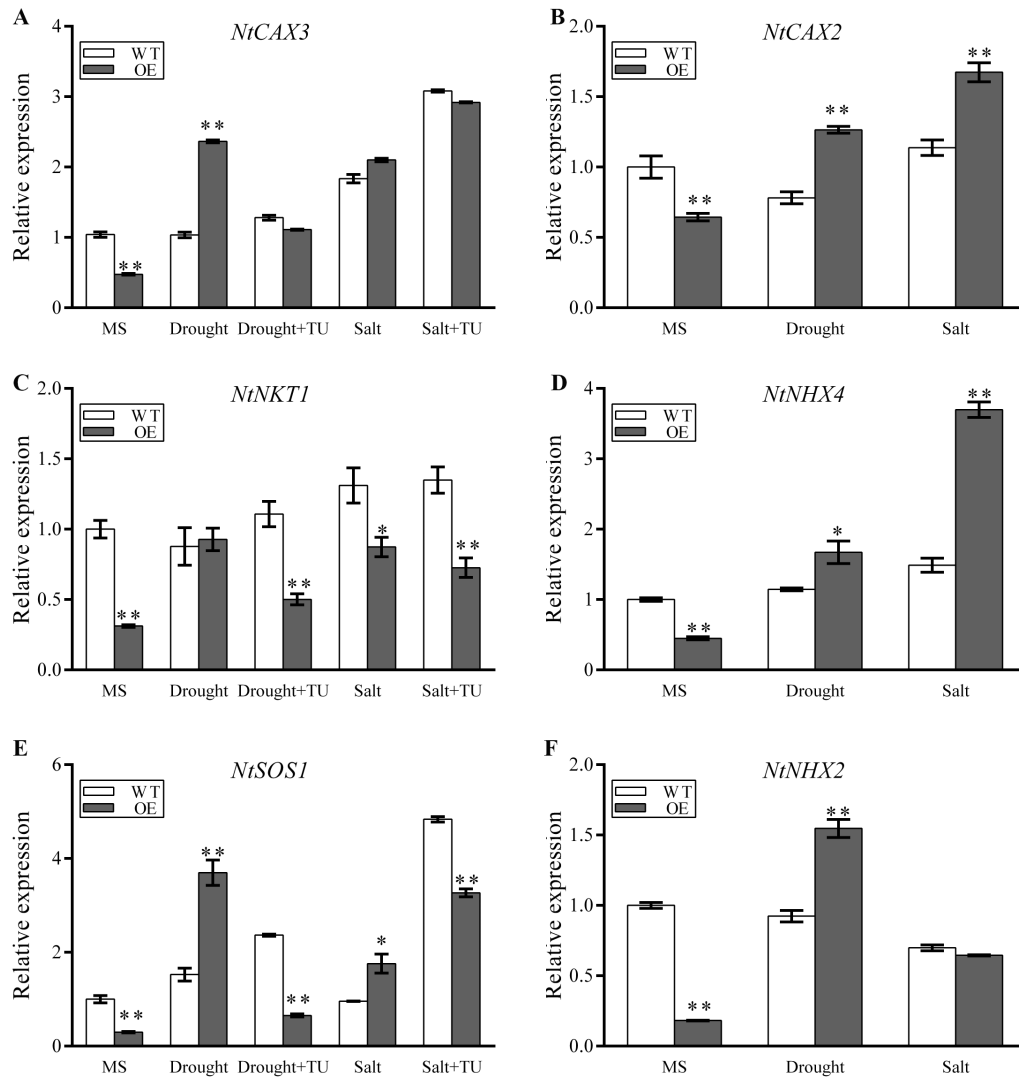 A
NtCAX3
WT
OE
Relative expression
4
3
2
1
0
**
**
MS Drought Drought+TU Salt Salt+TU
B
NtCAX2
WT
OE
Relative expression
2.0
1.5
1.0
0.5
0.0
**
**
**
MS Drought Salt
C
NtNKT1
WT
OE
Relative expression
2.0
1.5
1.0
0.5
0.0
**
**
*
**
MS Drought Drought+TU Salt Salt+TU
D
NtNHX4
WT
OE
Relative expression
4
4
2
1
0
**
*
**
MS Drought Salt
E
NtSOS1
WT
OE
Relative expression
6
4
2
0
**
**
**
*
**
MS Drought Drought+TU Salt Salt+TU
F
NtNHX2
WT
OE
Relative expression
2.0
1.5
1.0
0.5
0.0
**
**
MS Drought Salt